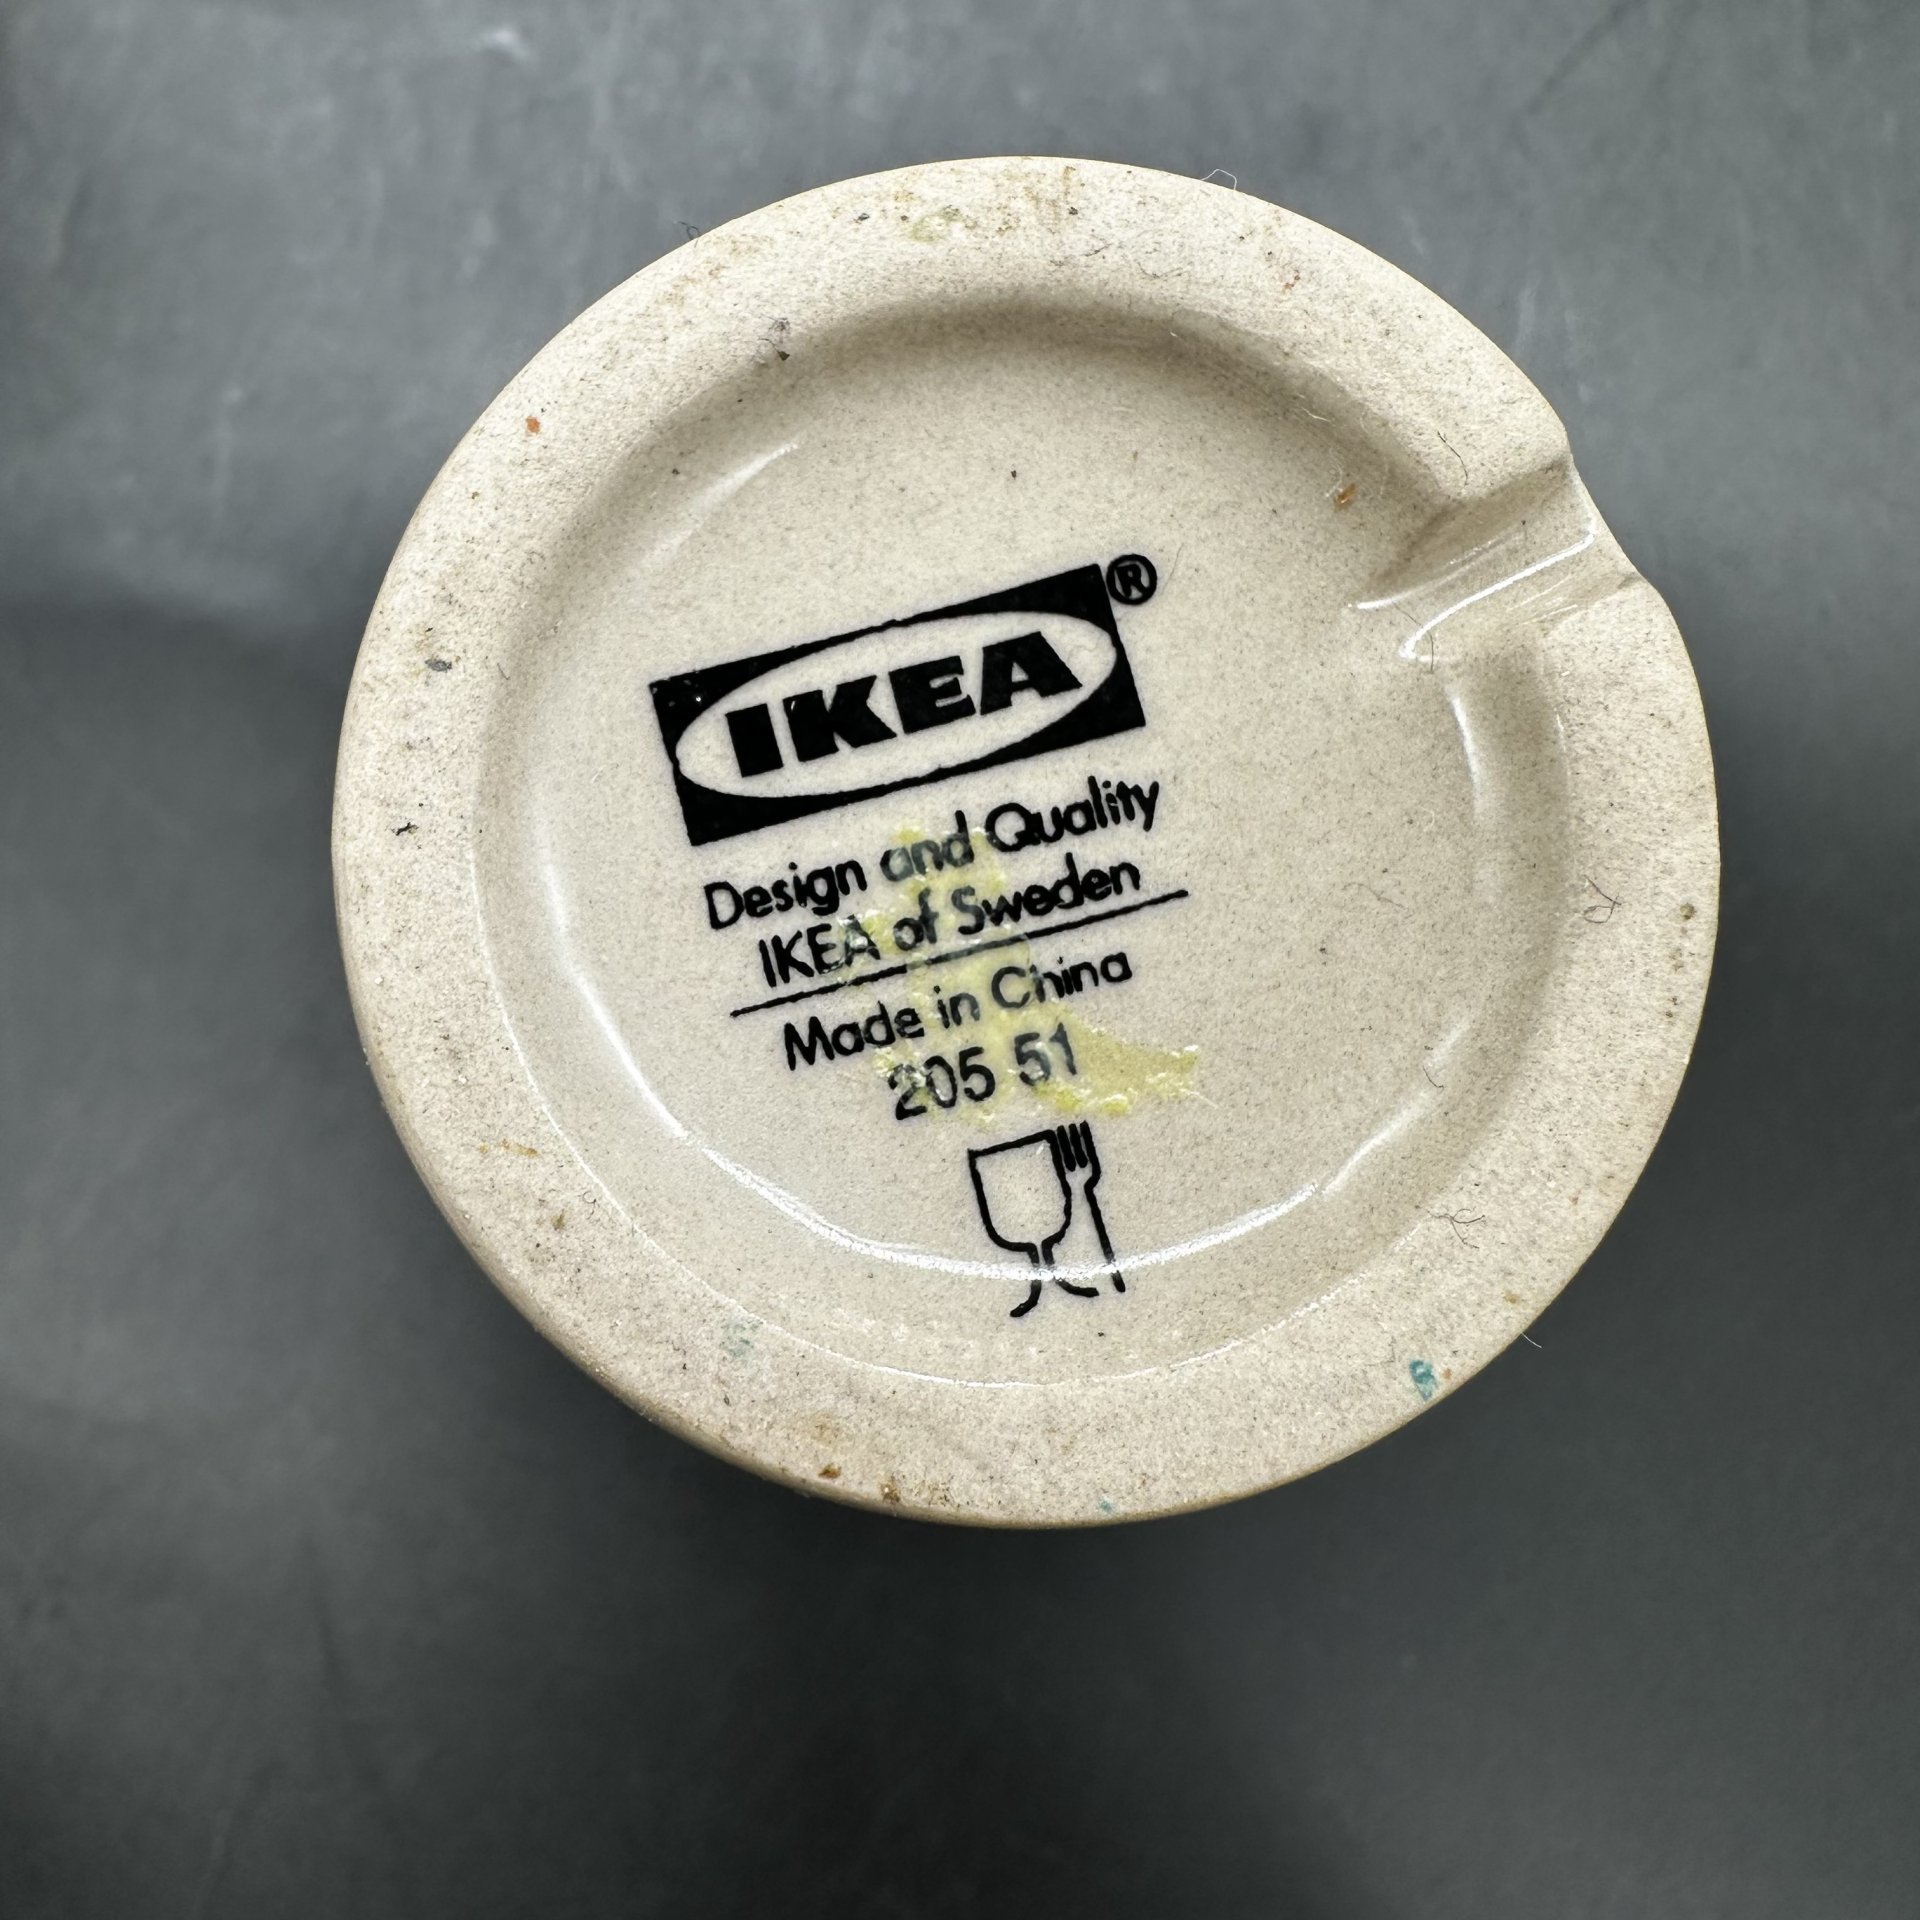 IKEA®
Design and Quality
IKEA of Sweden
Made in China
205 51